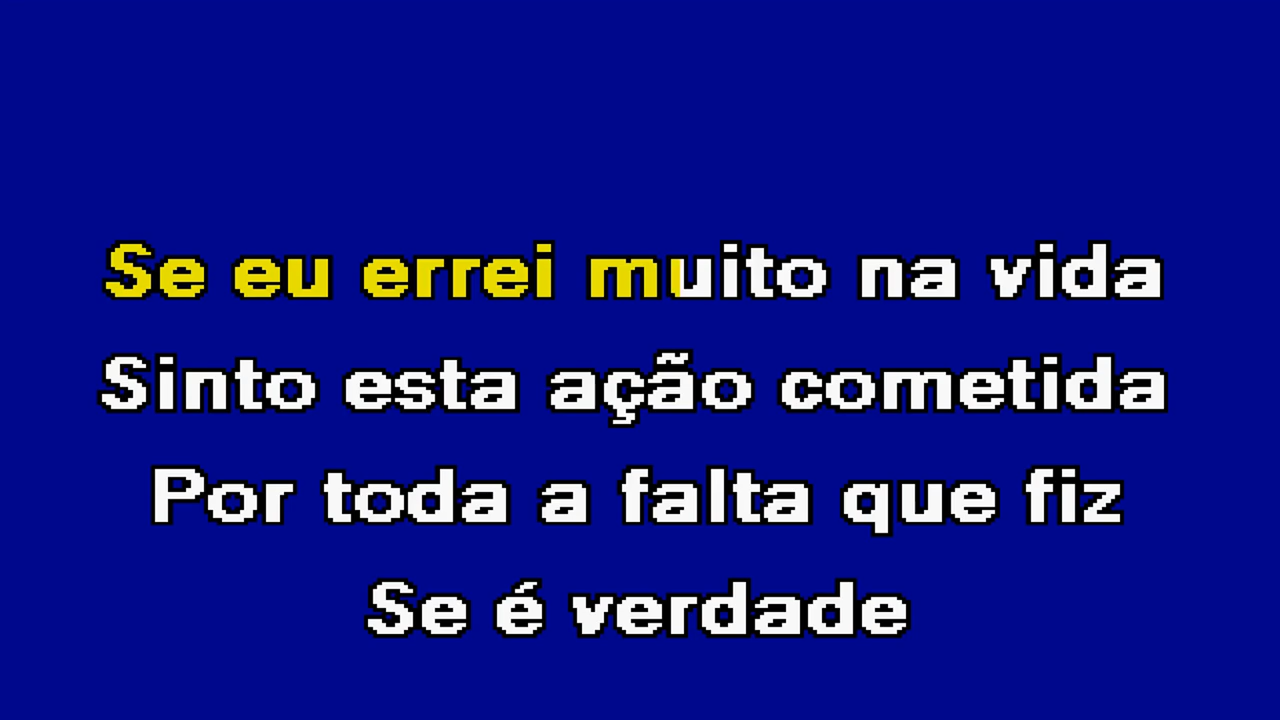 Se eu errei muito na vida
Sinto esta ação cometida
Por toda a falta que fiz
Se é verdade